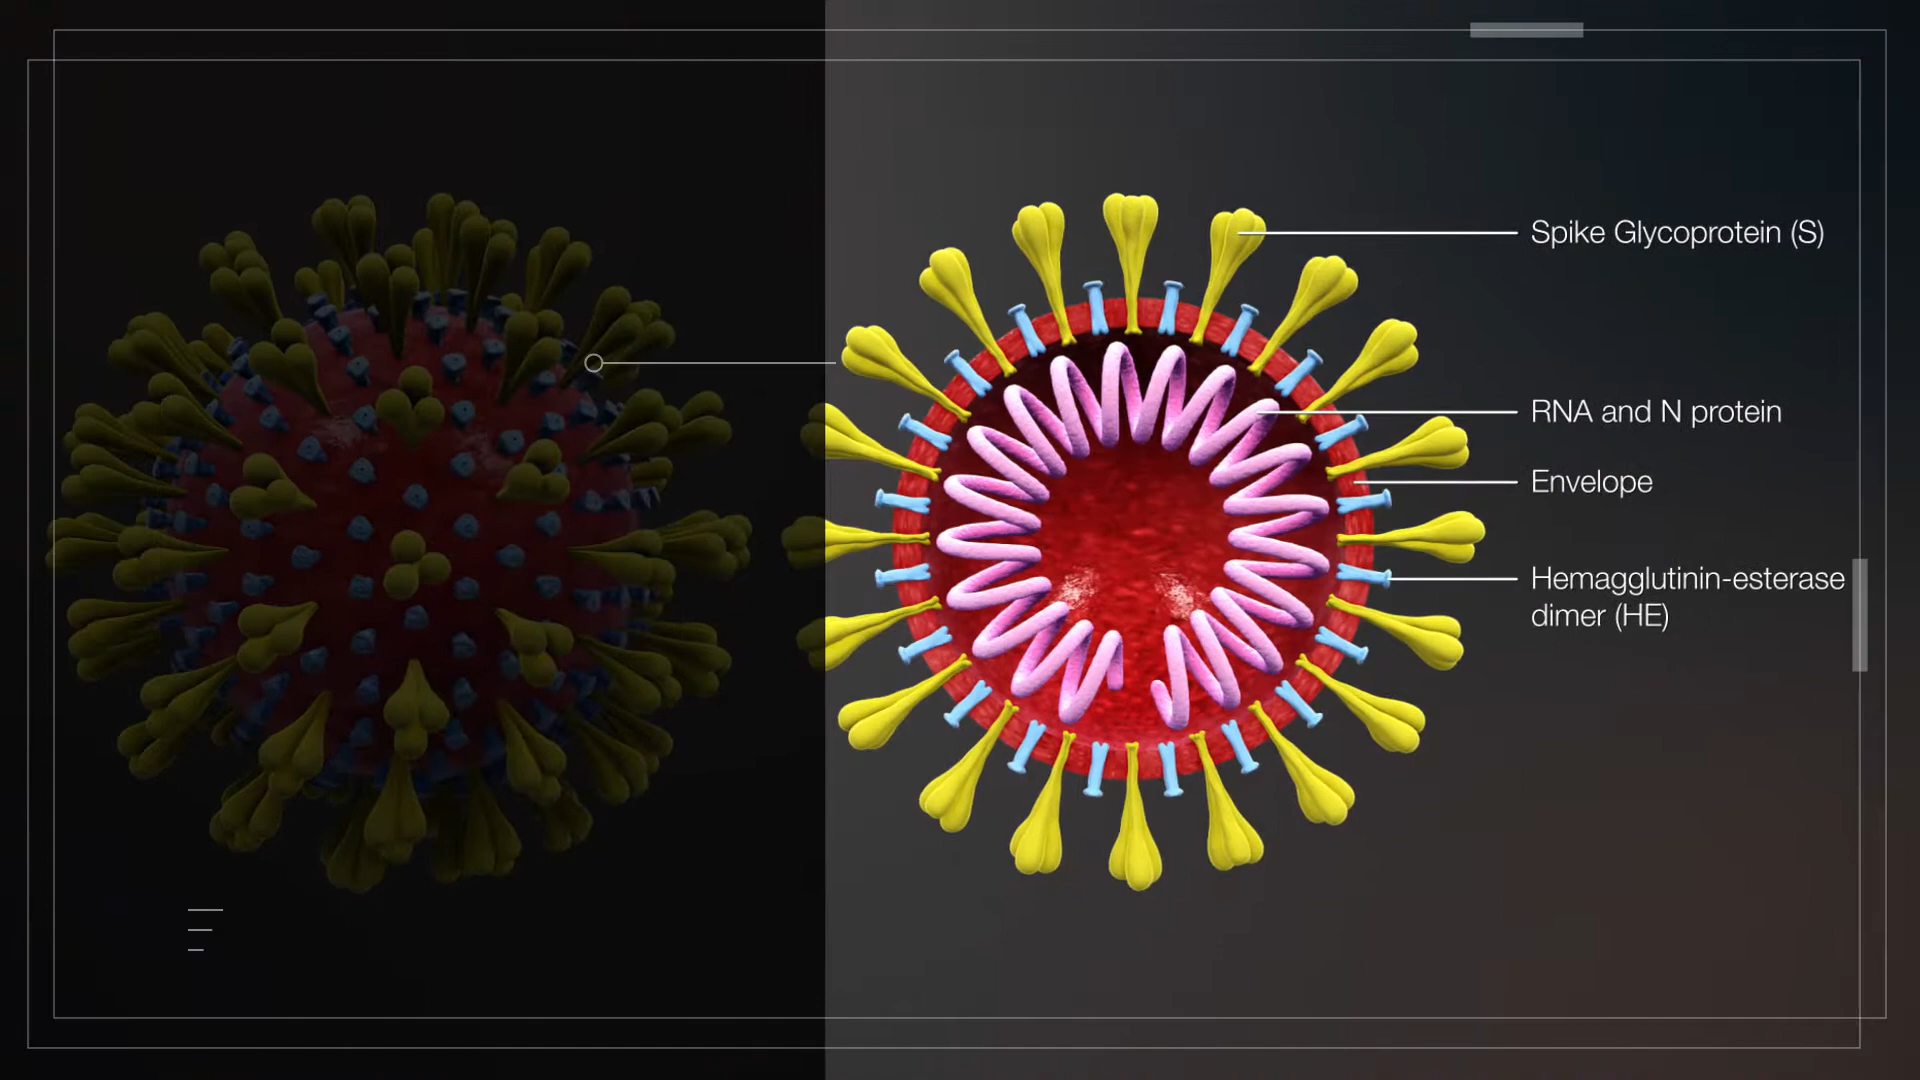 Spike Glycoprotein (S)
RNA and N protein
Envelope
Hemagglutinin-esterase
dimer (HE)